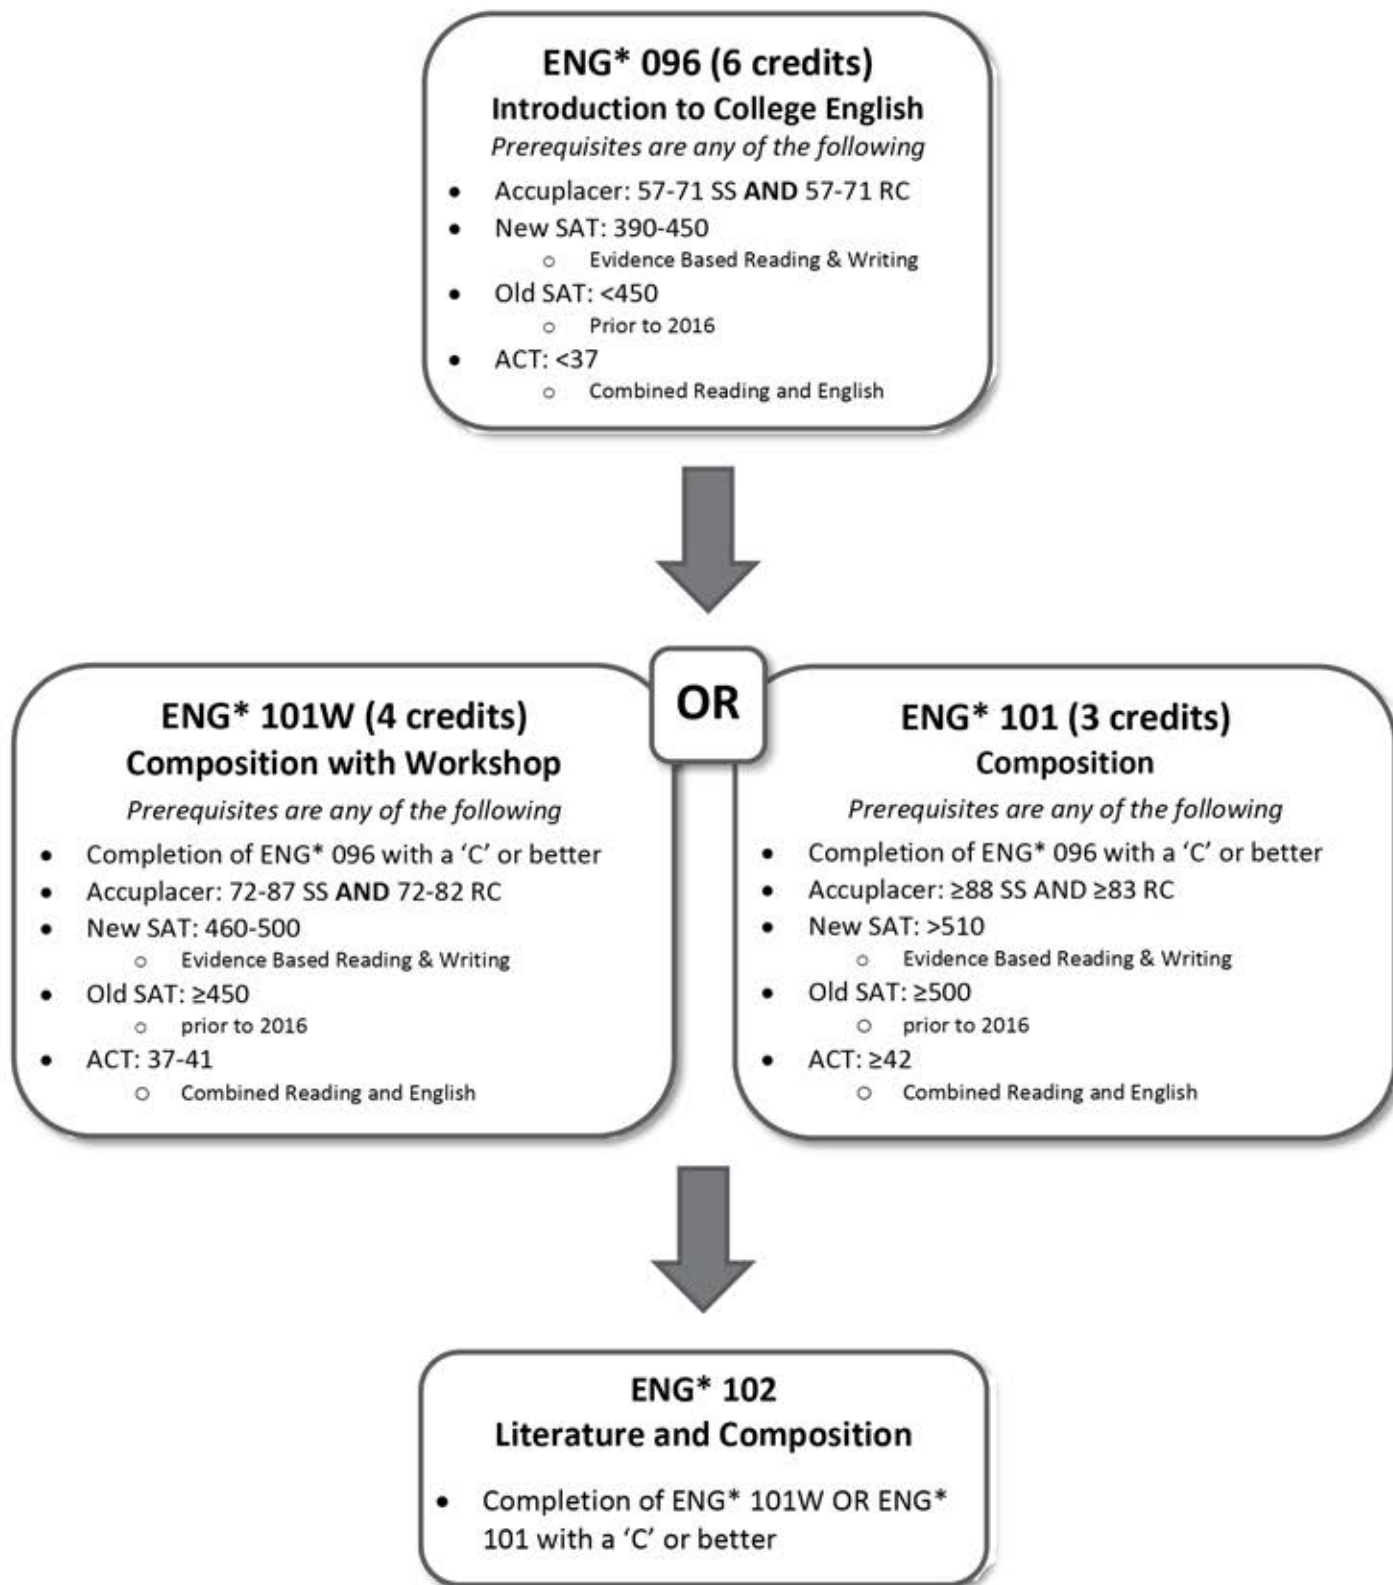 ENG* 096 (6 credits)
Introduction to College English
Prerequisites are any of the following
• Accuplacer: 57-71 SS AND 57-71 RC
• New SAT: 390-450
o Evidence Based Reading & Writing
• Old SAT: <450
o Prior to 2016
• ACT: <37
o Combined Reading and English
OR
ENG* 101W (4 credits)
Composition with Workshop
Prerequisites are any of the following
• Completion of ENG* 096 with a ‘C’ or better
• Accuplacer: 72-87 SS AND 72-82 RC
• New SAT: 460-500
o Evidence Based Reading & Writing
• Old SAT: ≥450
o prior to 2016
• ACT: 37-41
o Combined Reading and English
ENG* 101 (3 credits)
Composition
Prerequisites are any of the following
• Completion of ENG* 096 with a ‘C’ or better
• Accuplacer: ≥88 SS AND ≥83 RC
• New SAT: >510
o Evidence Based Reading & Writing
• Old SAT: ≥500
o prior to 2016
• ACT: ≥42
o Combined Reading and English
ENG* 102
Literature and Composition
• Completion of ENG* 101W OR ENG*
101 with a ‘C’ or better